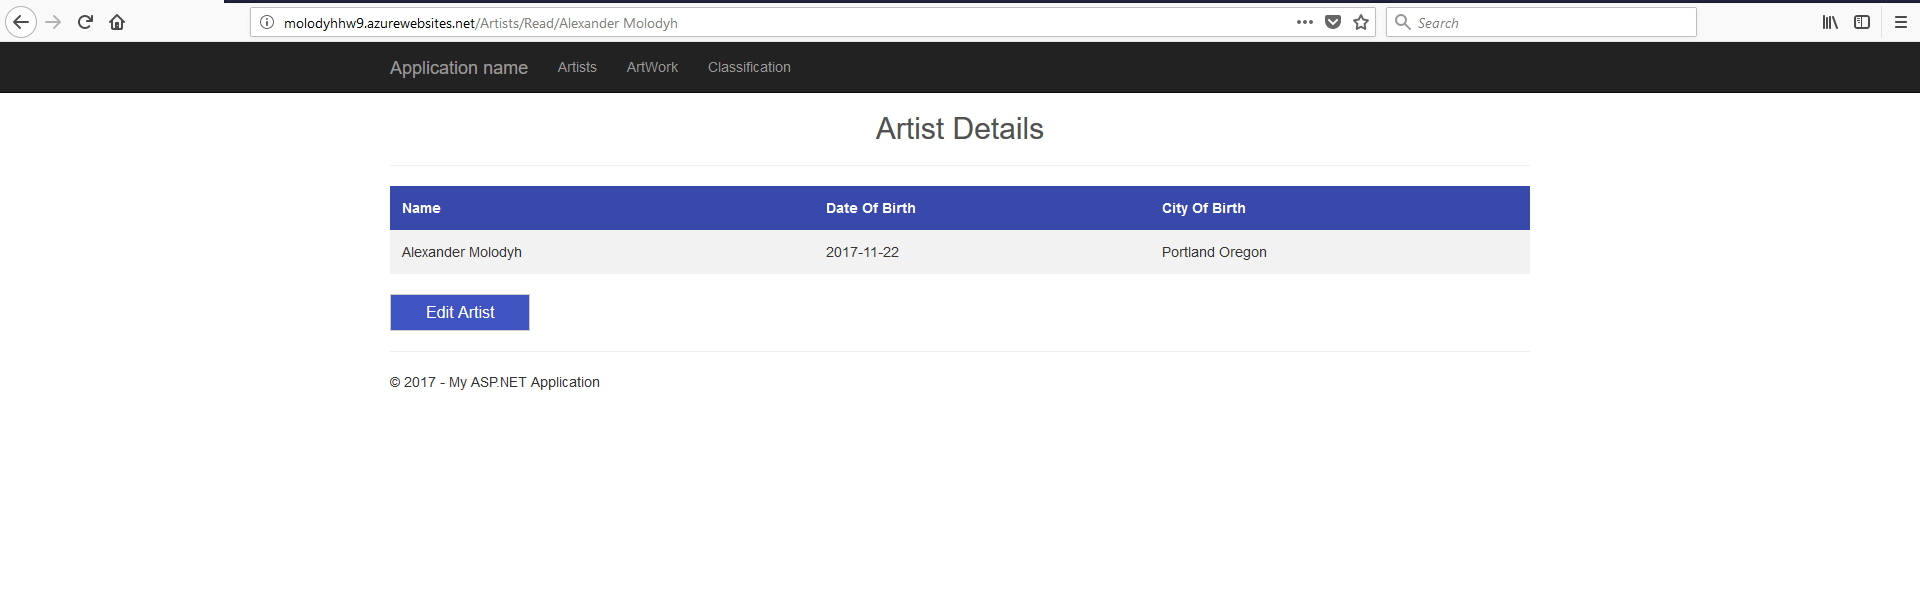 molodyhhw9.azurewebsites.net/Artists/Read/Alexander Molodyh Search
Application name Artists ArtWork Classification
Artist Details
Name Date Of Birth City Of Birth
Alexander Molodyh 2017-11-22 Portland Oregon
Edit Artist
© 2017 - My ASP.NET Application